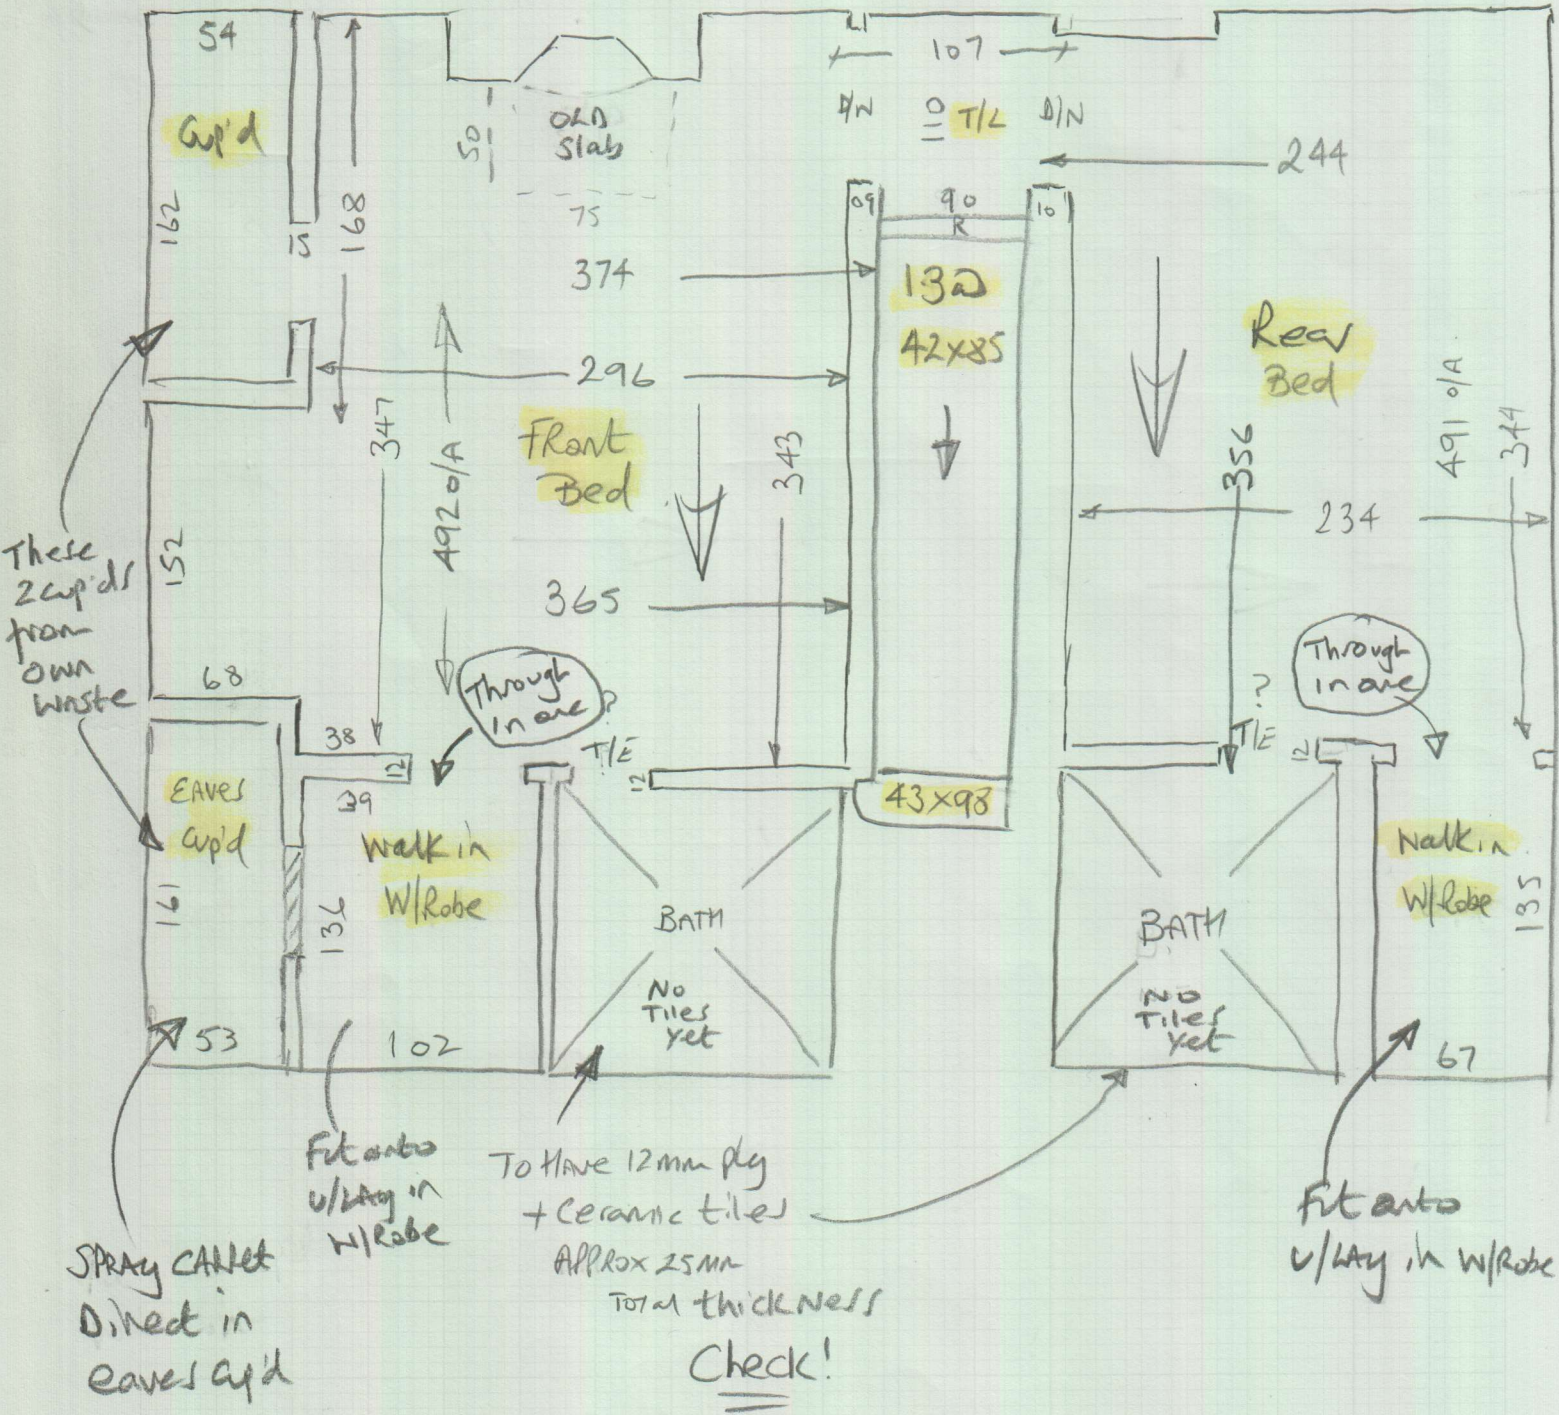 54
107
Cup'd
50
OLD
Slab
D/W
O T/L
D/N
244
162
15
168
75
09
90
R
10
374
13a
42x85
Rear
Bed
296
347
492 O/A
Front
Bed
343
356
491 O/A
344
234
These
2 cup'ds
from
own
waste
152
365
68
Through
in one
?
T/E
Through
in one
?
T/E
38
12
39
12
12
43x98
EAVES
Cup'd
161
136
Walk in
W/Robe
BATH
No
Tiles
Yet
BATH
NO
Tiles
Yet
Walk in
W/Robe
135
53
102
67
Fit onto
U/LAy in
W/Robe
To Have 12mm ply
+ Ceramic tiles
APPROX 25MM
Total thickness
Check!
Fit onto
U/LAy in W/Robe
SPRAy CARPet
Direct in
eaves Cup'd